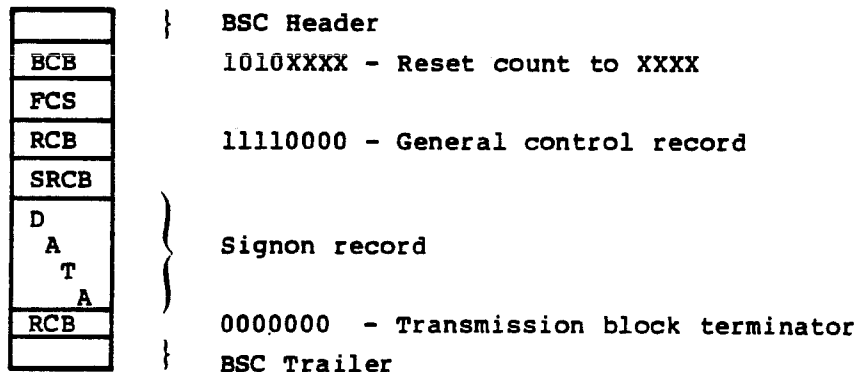 } BSC Header
BCB 1010XXXX - Reset count to XXXX
FCS
RCB 11110000 - General control record
SRCB
D
A
T
A
} Signon record
RCB 0000000 - Transmission block terminator
} BSC Trailer